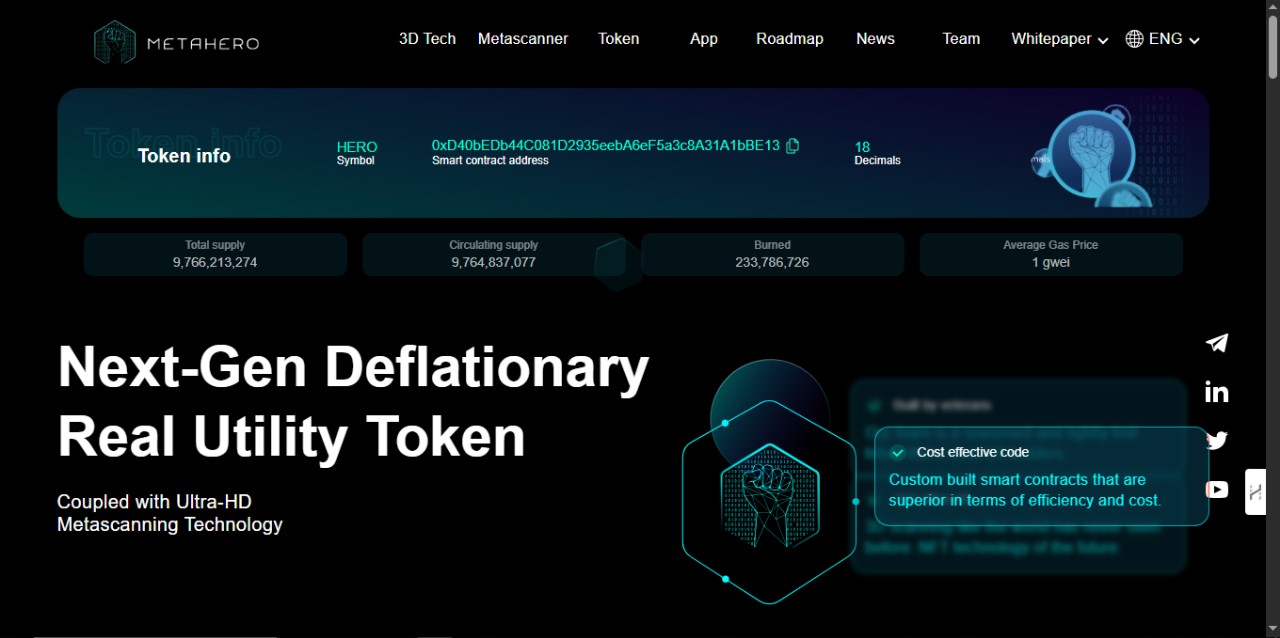 METAHERO
3D Tech Metascanner Token App Roadmap News Team Whitepaper ENG
Token info
Token info
HERO
Symbol
0xD40bEDb44C081D2935eebA6eF5a3c8A31A1bBE13
Smart contract address
18
Decimals
Total supply
9,766,213,274
Circulating supply
9,764,837,077
Burned
233,786,726
Average Gas Price
1 gwei
Next-Gen Deflationary
Real Utility Token
Coupled with Ultra-HD
Metascanning Technology
Built by veterans
Cost effective code
Custom built smart contracts that are
superior in terms of efficiency and cost.
before. NFT technology of the future.